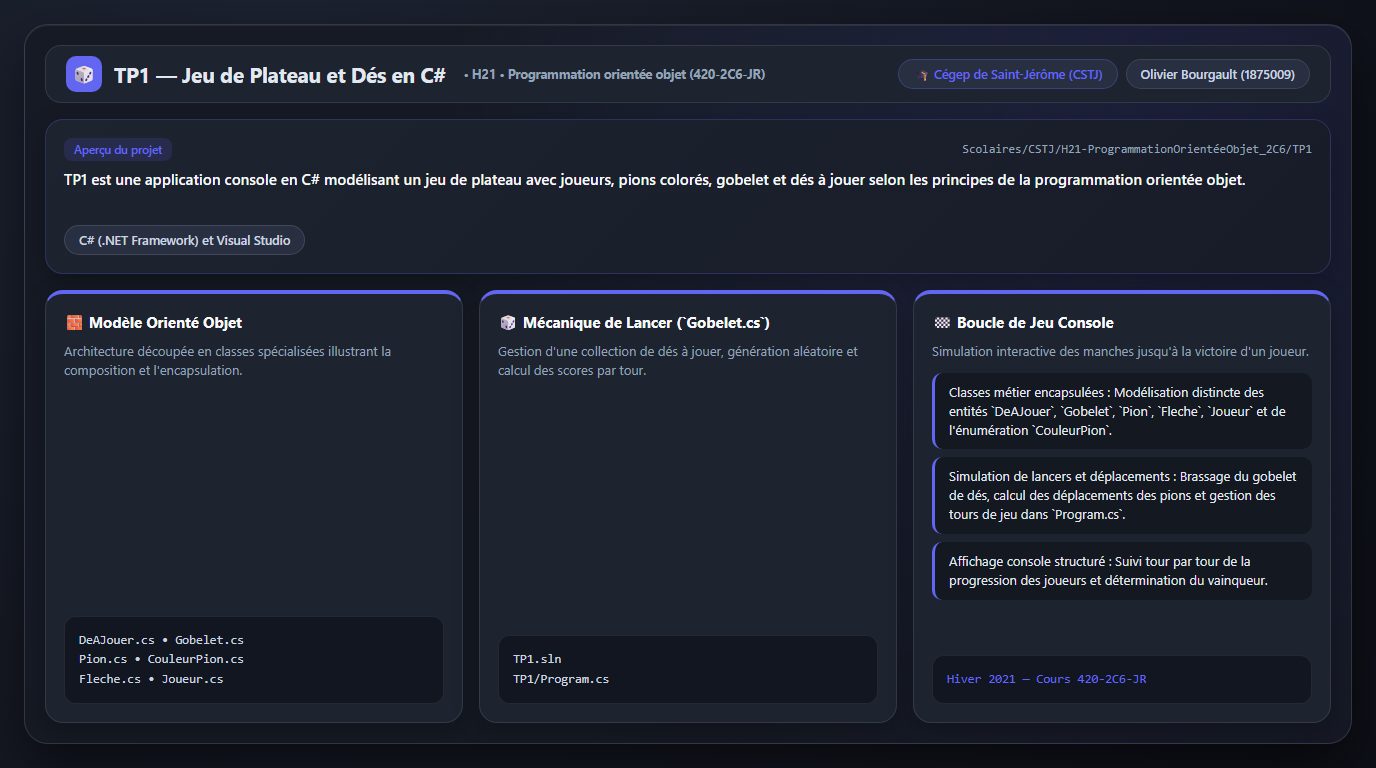 TP1 — Jeu de Plateau et Dés en C#
• H21 • Programmation orientée objet (420-2C6-JR)
Cégep de Saint-Jérôme (CSTJ)
Olivier Bourgault (1875009)
Aperçu du projet
Scolaires/CSTJ/H21-ProgrammationOrientéeObjet_2C6/TP1
TP1 est une application console en C# modélisant un jeu de plateau avec joueurs, pions colorés, gobelet et dés à jouer selon les principes de la programmation orientée objet.
C# (.NET Framework) et Visual Studio
Modèle Orienté Objet
Architecture découpée en classes spécialisées illustrant la
composition et l'encapsulation.
DeAJouer.cs • Gobelet.cs
Pion.cs • CouleurPion.cs
Fleche.cs • Joueur.cs
Mécanique de Lancer (`Gobelet.cs`)
Gestion d'une collection de dés à jouer, génération aléatoire et
calcul des scores par tour.
TP1.sln
TP1/Program.cs
Boucle de Jeu Console
Simulation interactive des manches jusqu'à la victoire d'un joueur.
Classes métier encapsulées : Modélisation distincte des
entités `DeAJouer`, `Gobelet`, `Pion`, `Fleche`, `Joueur` et de
l'énumération `CouleurPion`.
Simulation de lancers et déplacements : Brassage du gobelet
de dés, calcul des déplacements des pions et gestion des
tours de jeu dans `Program.cs`.
Affichage console structuré : Suivi tour par tour de la
progression des joueurs et détermination du vainqueur.
Hiver 2021 — Cours 420-2C6-JR